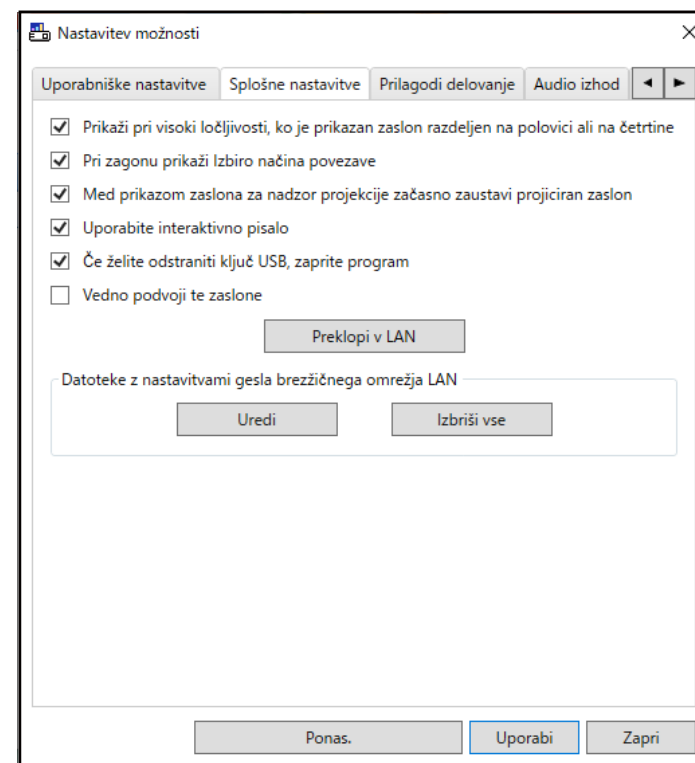 Nastavitev možnosti
Uporabniške nastavitve Splošne nastavitve Prilagodi delovanje Audio izhod
Prikaži pri visoki ločljivosti, ko je prikazan zaslon razdeljen na polovici ali na četrtine
Pri zagonu prikaži Izbiro načina povezave
Med prikazom zaslona za nadzor projekcije začasno zaustavi projiciran zaslon
Uporabite interaktivno pisalo
Če želite odstraniti ključ USB, zaprite program
Vedno podvoji te zaslone
Preklopi v LAN
Datoteke z nastavitvami gesla brezžičnega omrežja LAN
Uredi Izbriši vse
Ponas. Uporabi Zapri